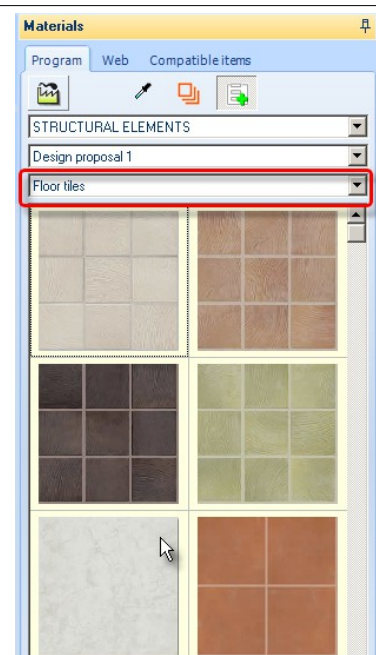 Materials
Program Web Compatible items
STRUCTURAL ELEMENTS
Design proposal 1
Floor tiles